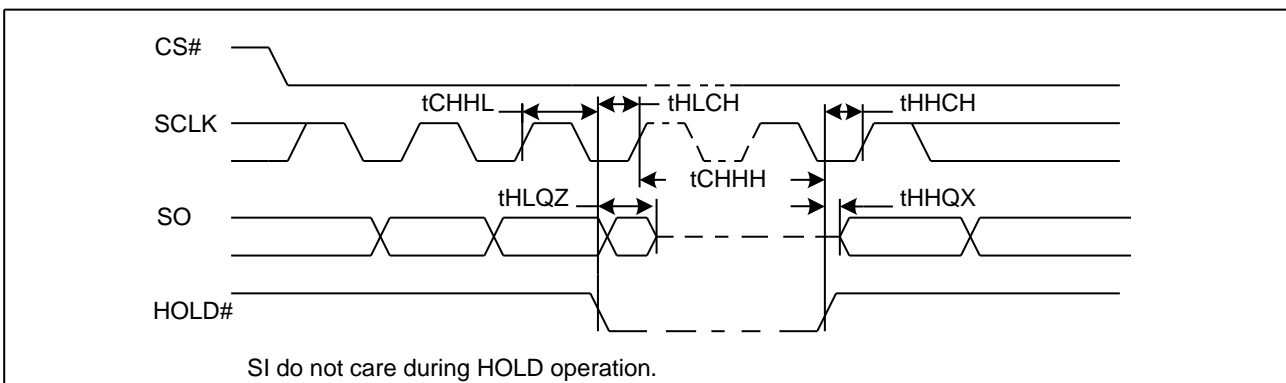 CS#
tCHHL tHLCH tHHCH
SCLK
tCHHH
tHLQZ tHHQX
SO
HOLD#
SI do not care during HOLD operation.